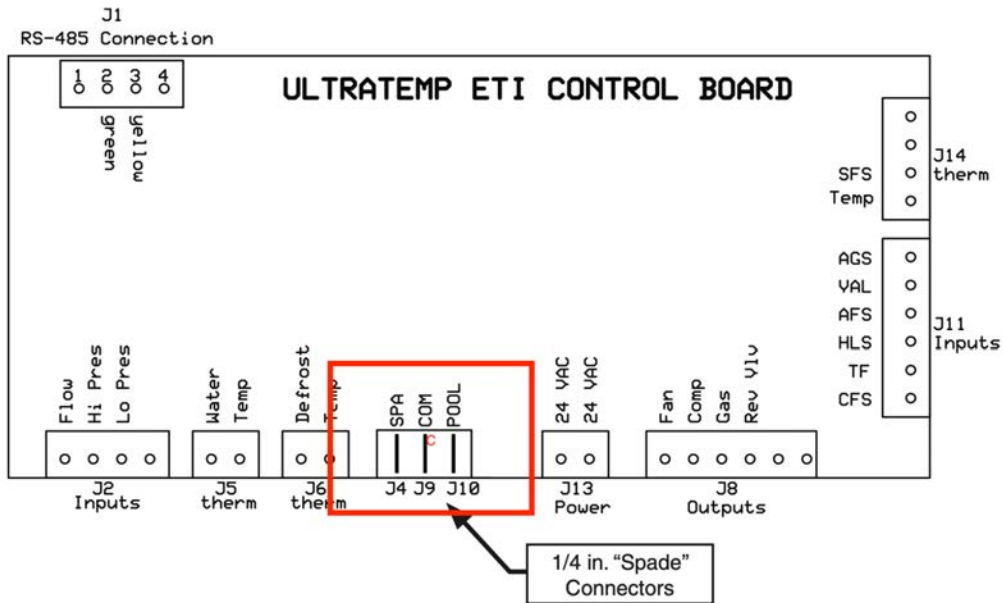 J1
RS-485 Connection
1 2 3 4
green
yellow
ULTRATEMP ETI CONTROL BOARD
SFS
Temp
J14
therm
AGS
VAL
AFS
HLS
TF
CFS
J11
Inputs
Flow
Hi Pres
Lo Pres
J2
Inputs
Water
Temp
J5
therm
Defrost
Temp
J6
therm
SPA
COM
POOL
C
J4 J9 J10
24 VAC
24 VAC
J13
Power
Fan
Comp
Gas
Rev Vlv
J8
Outputs
1/4 in. “Spade”
Connectors